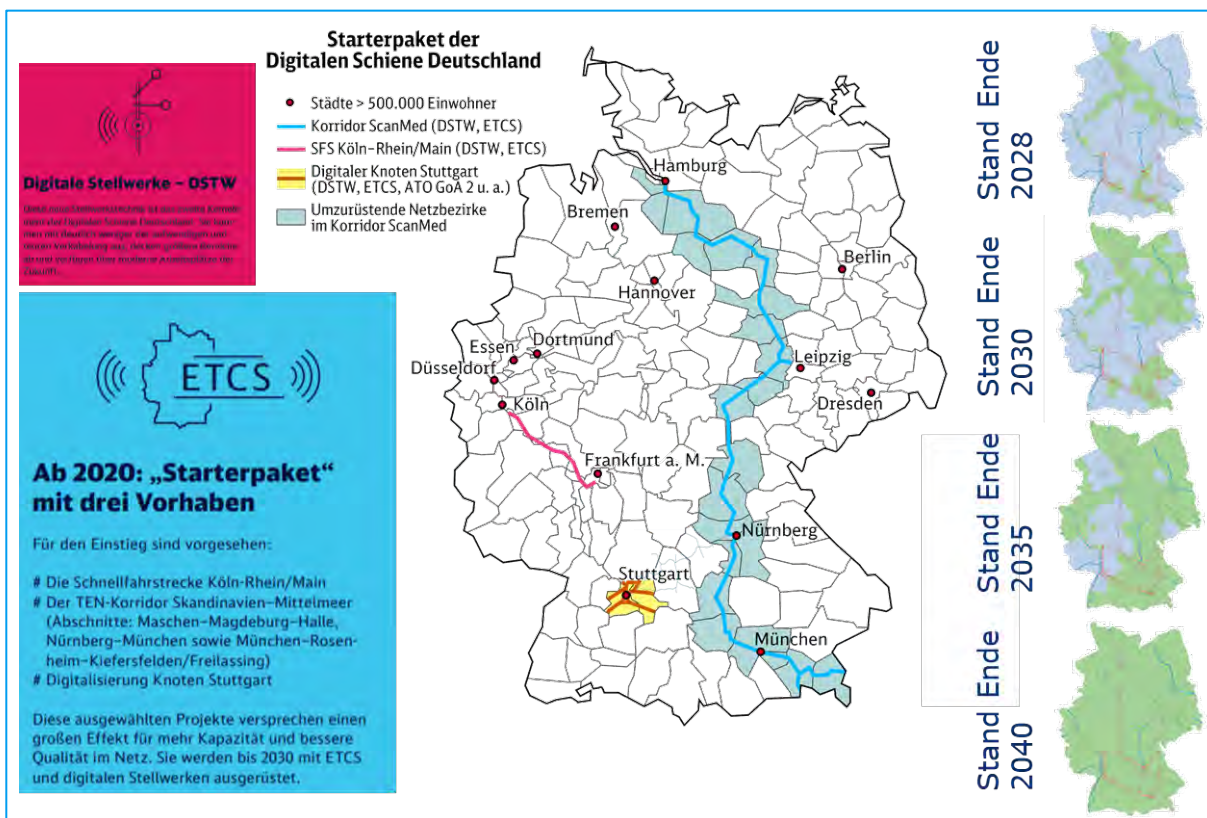 Digitale Stellwerke – DSTW
ETCS
Ab 2020: „Starterpaket“
mit drei Vorhaben
Für den Einstieg sind vorgesehen:
# Die Schnellfahrstrecke Köln-Rhein/Main
# Der TEN-Korridor Skandinavien–Mittelmeer
(Abschnitte: Maschen–Magdeburg–Halle,
Nürnberg–München sowie München–Rosen-
heim–Kiefersfelden/Freilassing)
# Digitalisierung Knoten Stuttgart
Diese ausgewählten Projekte versprechen einen
großen Effekt für mehr Kapazität und bessere
Qualität im Netz. Sie werden bis 2030 mit ETCS
und digitalen Stellwerken ausgerüstet.
Starterpaket der
Digitalen Schiene Deutschland
Städte > 500.000 Einwohner
Korridor ScanMed (DSTW, ETCS)
SFS Köln–Rhein/Main (DSTW, ETCS)
Digitaler Knoten Stuttgart
(DSTW, ETCS, ATO GoA 2 u. a.)
Umzurüstende Netzbezirke
im Korridor ScanMed
Hamburg
Bremen
Berlin
Hannover
Essen
Dortmund
Düsseldorf
Leipzig
Köln
Dresden
Frankfurt a. M.
Nürnberg
Stuttgart
München
Stand Ende
2028
Stand Ende
2030
Stand Ende
2035
Stand Ende
2040